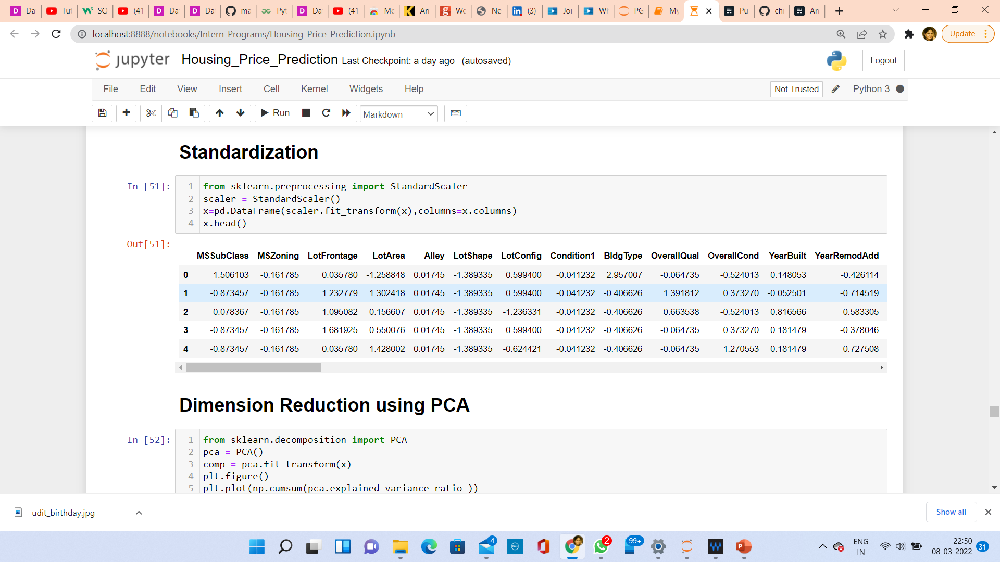 Da Tu SQ (41 Da Da ma Pyt Da (41 Mc An Wc Ne (3) Joi Wh PG My Pu ch An
localhost:8888/notebooks/Intern_Programs/Housing_Price_Prediction.ipynb
Update
jupyter Housing_Price_Prediction Last Checkpoint: a day ago (autosaved)
Logout
File Edit View Insert Cell Kernel Widgets Help
Not Trusted Python 3
Run Markdown
Standardization
In [51]:
1 from sklearn.preprocessing import StandardScaler
2 scaler = StandardScaler()
3 x=pd.DataFrame(scaler.fit_transform(x),columns=x.columns)
4 x.head()
Out[51]:
MSSubClass MSZoning LotFrontage LotArea Alley LotShape LotConfig Condition1 BldgType OverallQual OverallCond YearBuilt YearRemodAdd
0 1.506103 -0.161785 0.035780 -1.258848 0.01745 -1.389335 0.599400 -0.041232 2.957007 -0.064735 -0.524013 0.148053 -0.426114
1 -0.873457 -0.161785 1.232779 1.302418 0.01745 -1.389335 0.599400 -0.041232 -0.406626 1.391812 0.373270 -0.052501 -0.714519
2 0.078367 -0.161785 1.095082 0.156607 0.01745 -1.389335 -1.236331 -0.041232 -0.406626 0.663538 -0.524013 0.816566 0.583305
3 -0.873457 -0.161785 1.681925 0.550076 0.01745 -1.389335 0.599400 -0.041232 -0.406626 -0.064735 0.373270 0.181479 -0.378046
4 -0.873457 -0.161785 0.035780 1.428002 0.01745 -1.389335 -0.624421 -0.041232 -0.406626 -0.064735 1.270553 0.181479 0.727508
Dimension Reduction using PCA
In [52]:
1 from sklearn.decomposition import PCA
2 pca = PCA()
3 comp = pca.fit_transform(x)
4 plt.figure()
5 plt.plot(np.cumsum(pca.explained_variance_ratio_))
udit_birthday.jpg
Show all
4 DELL 2 99+
ENG
IN
22:50
08-03-2022
31